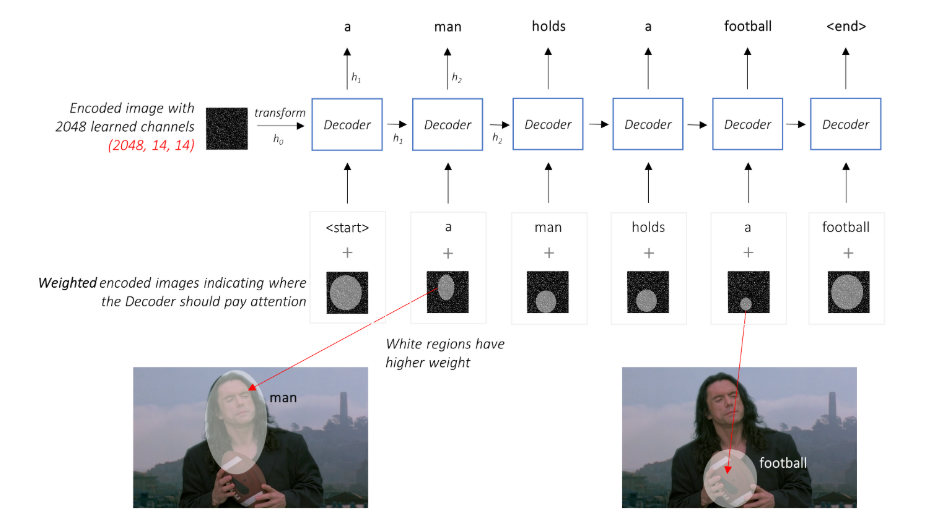 a man holds a football <end>
h1 h2
Encoded image with
2048 learned channels
(2048, 14, 14)
transform
h0
Decoder Decoder Decoder Decoder Decoder Decoder
h1 h2
<start> a man holds a football
+ + + + + +
Weighted encoded images indicating where
the Decoder should pay attention
White regions have
higher weight
man
football